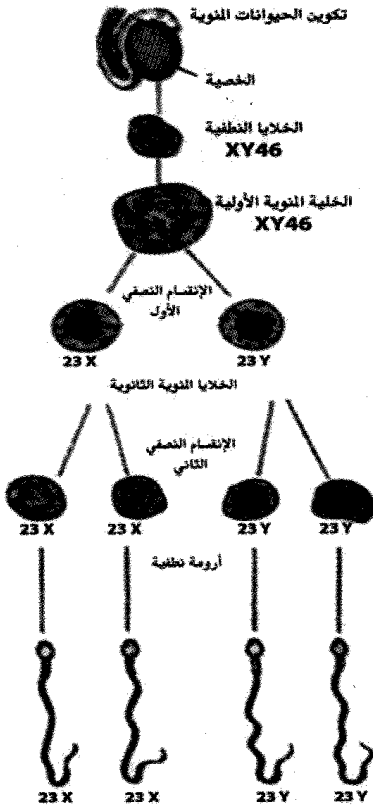 تكوين الحيوانات المنوية
الخصية
الخلايا النطفية
XY46
الخلية المنوية الأولية
XY46
الإنقسام النصفي
الأول
23 X 23 Y
الخلايا المنوية الثانوية
الإنقسام النصفي
الثاني
23 X 23 X 23 Y 23 Y
أرومة نطفية
23 X 23 X 23 Y 23 Y